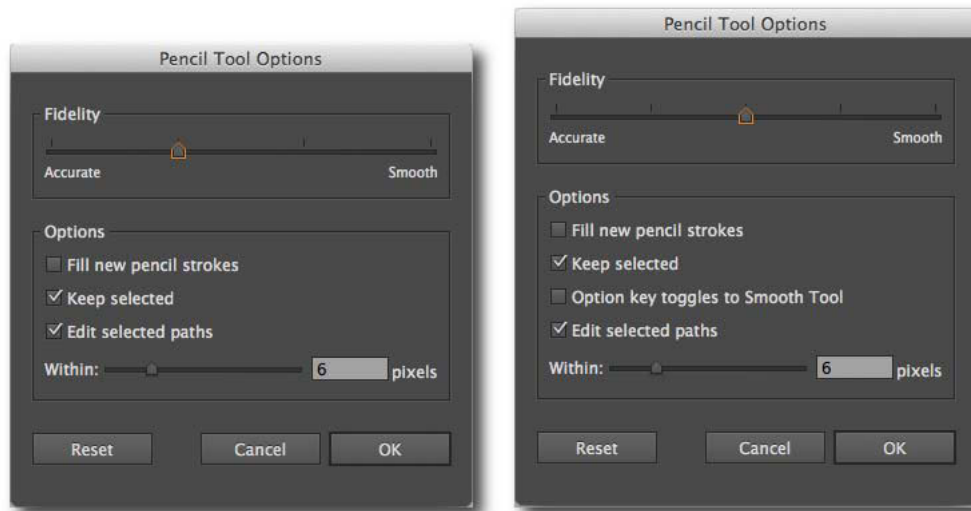 Pencil Tool Options
Fidelity
Accurate Smooth
Options
Fill new pencil strokes
Keep selected
Edit selected paths
Within: 6 pixels
Reset Cancel OK
Pencil Tool Options
Fidelity
Accurate Smooth
Options
Fill new pencil strokes
Keep selected
Option key toggles to Smooth Tool
Edit selected paths
Within: 6 pixels
Reset Cancel OK